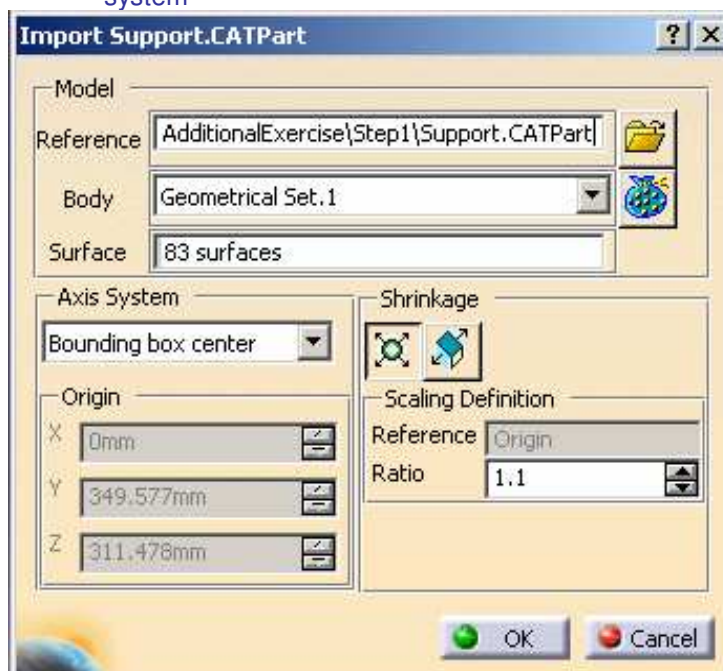 system
Import Support.CATPart
Model
Reference AdditionalExercise\Step1\Support.CATPart
Body Geometrical Set.1
Surface 83 surfaces
Axis System
Bounding box center
Origin
X 0mm
Y 349.577mm
Z 311.478mm
Shrinkage
Scaling Definition
Reference Origin
Ratio 1.1
OK Cancel